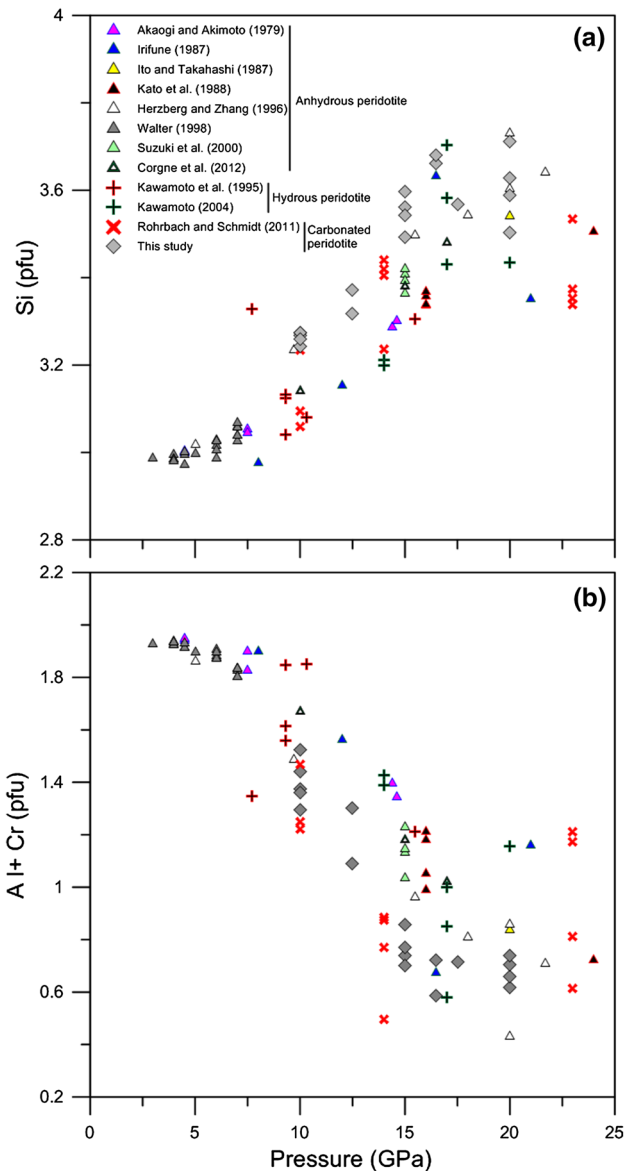 4
(a)
Akaogi and Akimoto (1979)
Irifune (1987)
Ito and Takahashi (1987)
Kato et al. (1988)
Herzberg and Zhang (1996)
Anhydrous peridotite
Walter (1998)
Suzuki et al. (2000)
Corgne et al. (2012)
Kawamoto et al. (1995)
Hydrous peridotite
Kawamoto (2004)
Rohrbach and Schmidt (2011)
Carbonated
peridotite
This study
3.6
Si (pfu)
3.2
2.8
2.2
(b)
1.8
1.4
A l+ Cr (pfu)
1
0.6
0.2
0 5 10 15 20 25
Pressure (GPa)